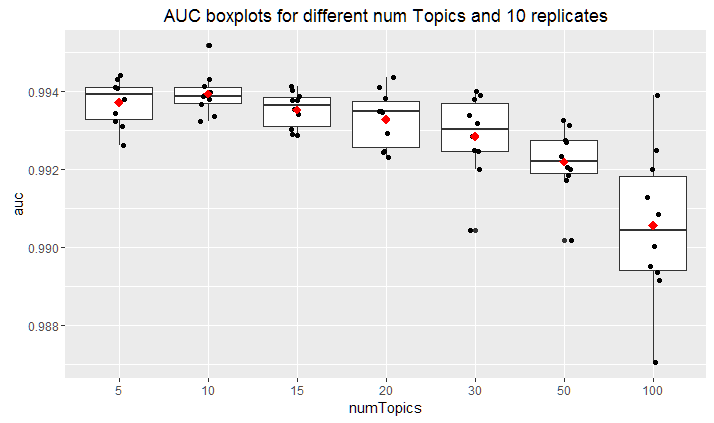 AUC boxplots for different num Topics and 10 replicates
auc
0.994
0.992
0.990
0.988
5 10 15 20 30 50 100
numTopics